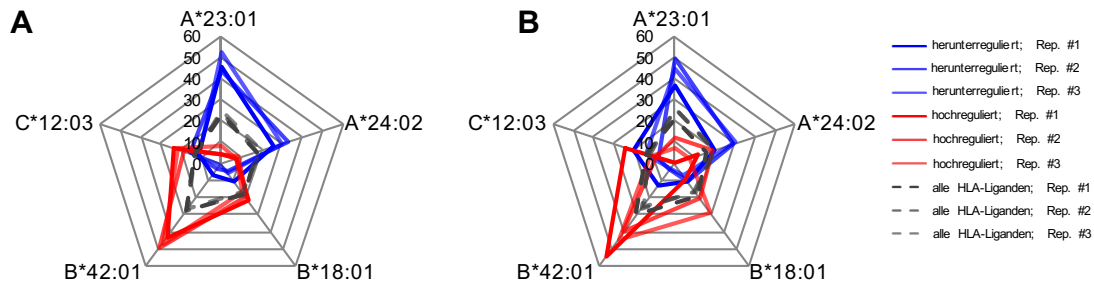 A
A*23:01
60
50
40
30
20
10
0
A*24:02
B*18:01
B*42:01
C*12:03
B
A*23:01
60
50
40
30
20
10
0
A*24:02
B*18:01
B*42:01
C*12:03
herunterreguliert; Rep. #1
herunterreguliert; Rep. #2
herunterreguliert; Rep. #3
hochreguliert; Rep. #1
hochreguliert; Rep. #2
hochreguliert; Rep. #3
alle HLA-Liganden; Rep. #1
alle HLA-Liganden; Rep. #2
alle HLA-Liganden; Rep. #3